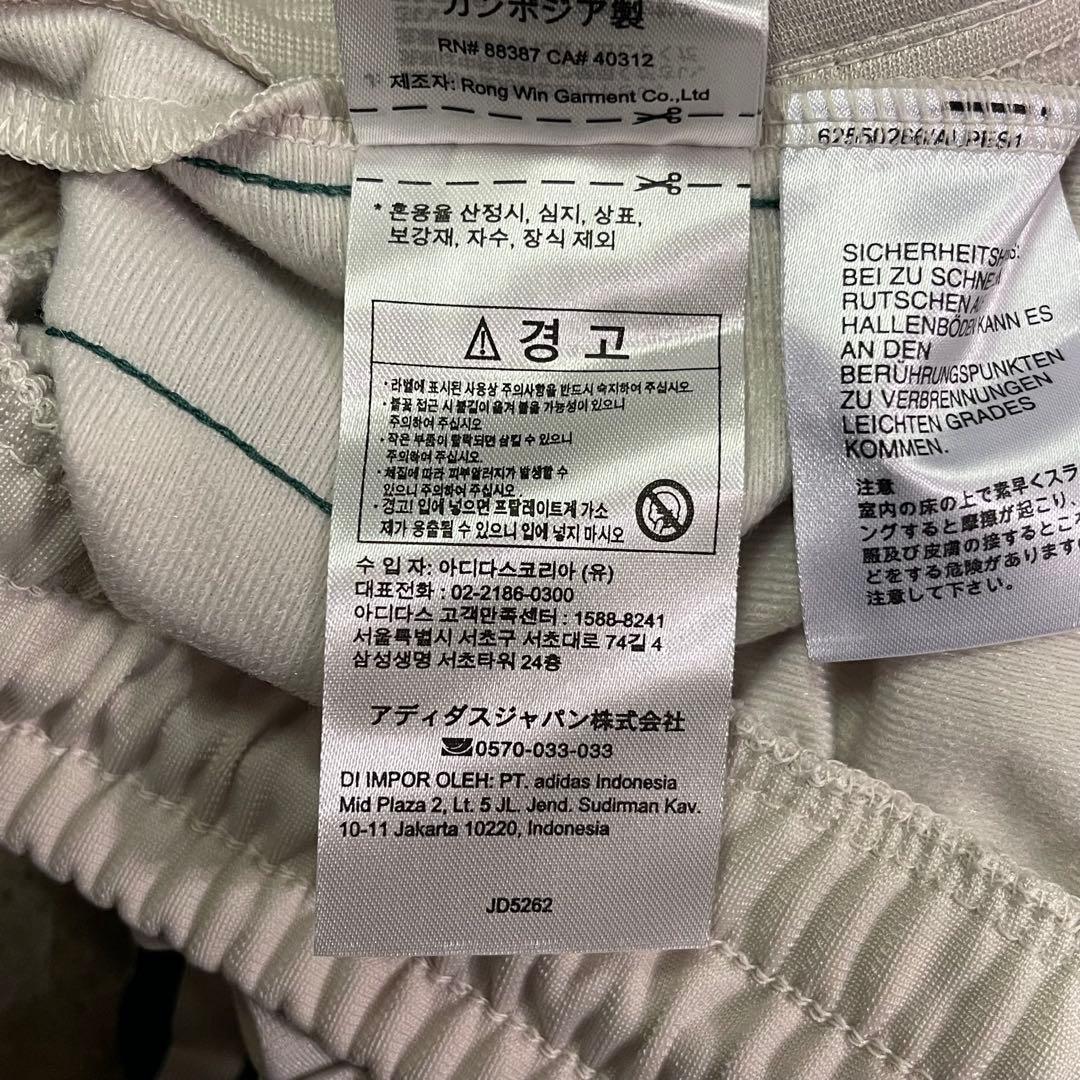 カンボジア製
RN# 88387 CA# 40312
제조자: Rong Win Garment Co.,Ltd
* 혼용율 산정시, 심지, 상표,
보강재, 자수, 장식 제외
경 고
· 라벨에 표시된 사용상 주의사항을 반드시 숙지하여 주십시오.
· 불꽃 접근 시 불길이 옮겨 붙을 가능성이 있으니
주의하여 주십시오
· 작은 부품이 탈락되면 삼킬 수 있으니
주의하여 주십시오.
· 체질에 따라 피부알러지가 발생할 수
있으니 주의하여 주십시오.
· 경고! 입에 넣으면 프탈레이트계 가소
제가 용출될 수 있으니 입에 넣지 마시오
수 입 자: 아디다스코리아 (유)
대표전화 : 02-2186-0300
아디다스 고객만족센터 : 1588-8241
서울특별시 서초구 서초대로 74길 4
삼성생명 서초타워 24층
アディダスジャパン株式会社
0570-033-033
DI IMPOR OLEH: PT. adidas Indonesia
Mid Plaza 2, Lt. 5 JL. Jend. Sudirman Kav.
10-11 Jakarta 10220, Indonesia
JD5262
BEI ZU
RUTSCHEN
HALLENBÖDEN KANN ES
AN DEN
BERÜHRUNGSPUNKTEN
ZU VERBRENNUNGEN
LEICHTEN GRADES
KOMMEN.
注意
室内の床の上で素早くスラ
ングすると摩擦が起こり、
服及び皮膚の接するところ
どをする危険があります
注意して下さい。